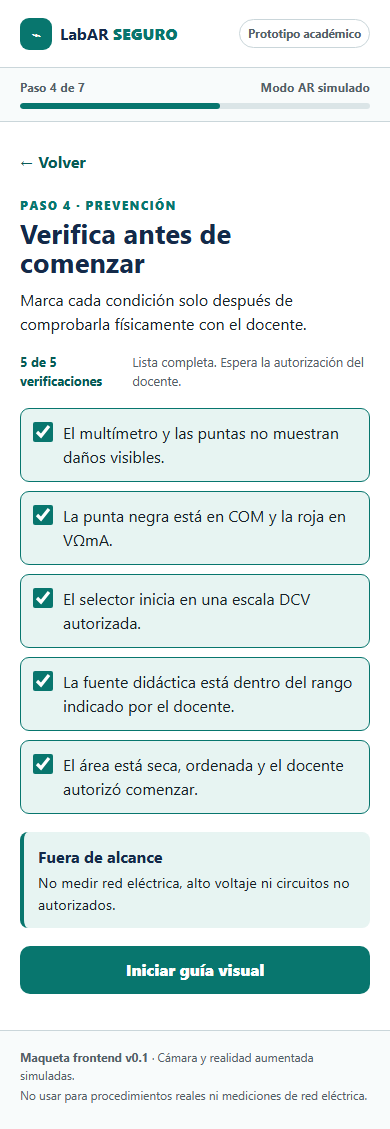 LabAR SEGURO
Prototipo académico
Paso 4 de 7
Modo AR simulado
← Volver
PASO 4 · PREVENCIÓN
Verifica antes de
comenzar
Marca cada condición solo después de
comprobarla físicamente con el docente.
5 de 5
verificaciones
Lista completa. Espera la autorización del
docente.
El multímetro y las puntas no muestran
daños visibles.
La punta negra está en COM y la roja en
VΩmA.
El selector inicia en una escala DCV
autorizada.
La fuente didáctica está dentro del rango
indicado por el docente.
El área está seca, ordenada y el docente
autorizó comenzar.
Fuera de alcance
No medir red eléctrica, alto voltaje ni circuitos no
autorizados.
Iniciar guía visual
Maqueta frontend v0.1 · Cámara y realidad aumentada
simuladas.
No usar para procedimientos reales ni mediciones de red eléctrica.